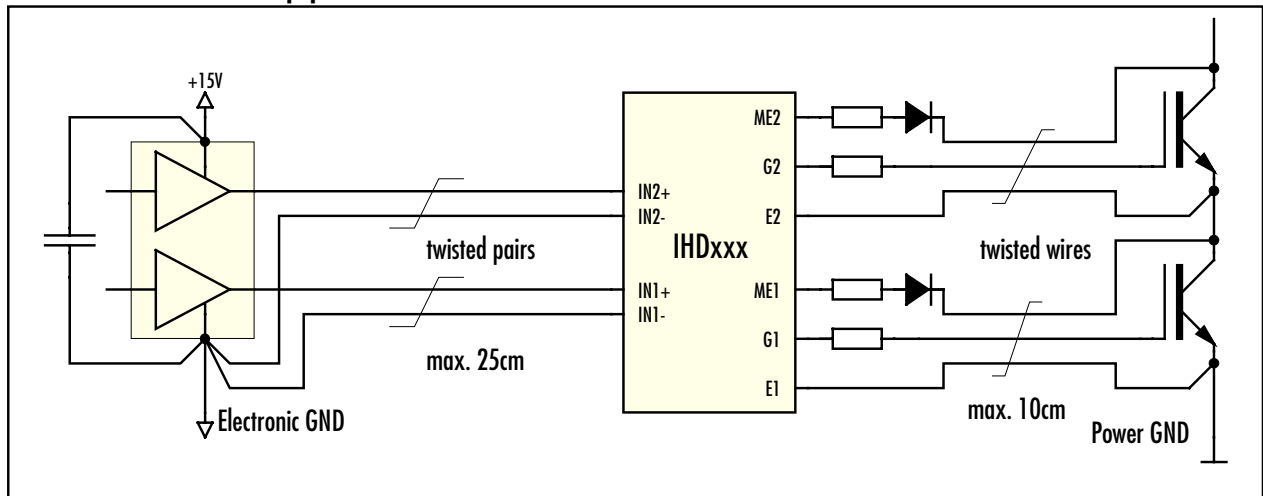 +15V
ME2
G2
IN2+
IN2-
E2
twisted pairs
IHDxxx
twisted wires
IN1+
IN1-
ME1
G1
max. 25cm
E1
max. 10cm
Electronic GND
Power GND